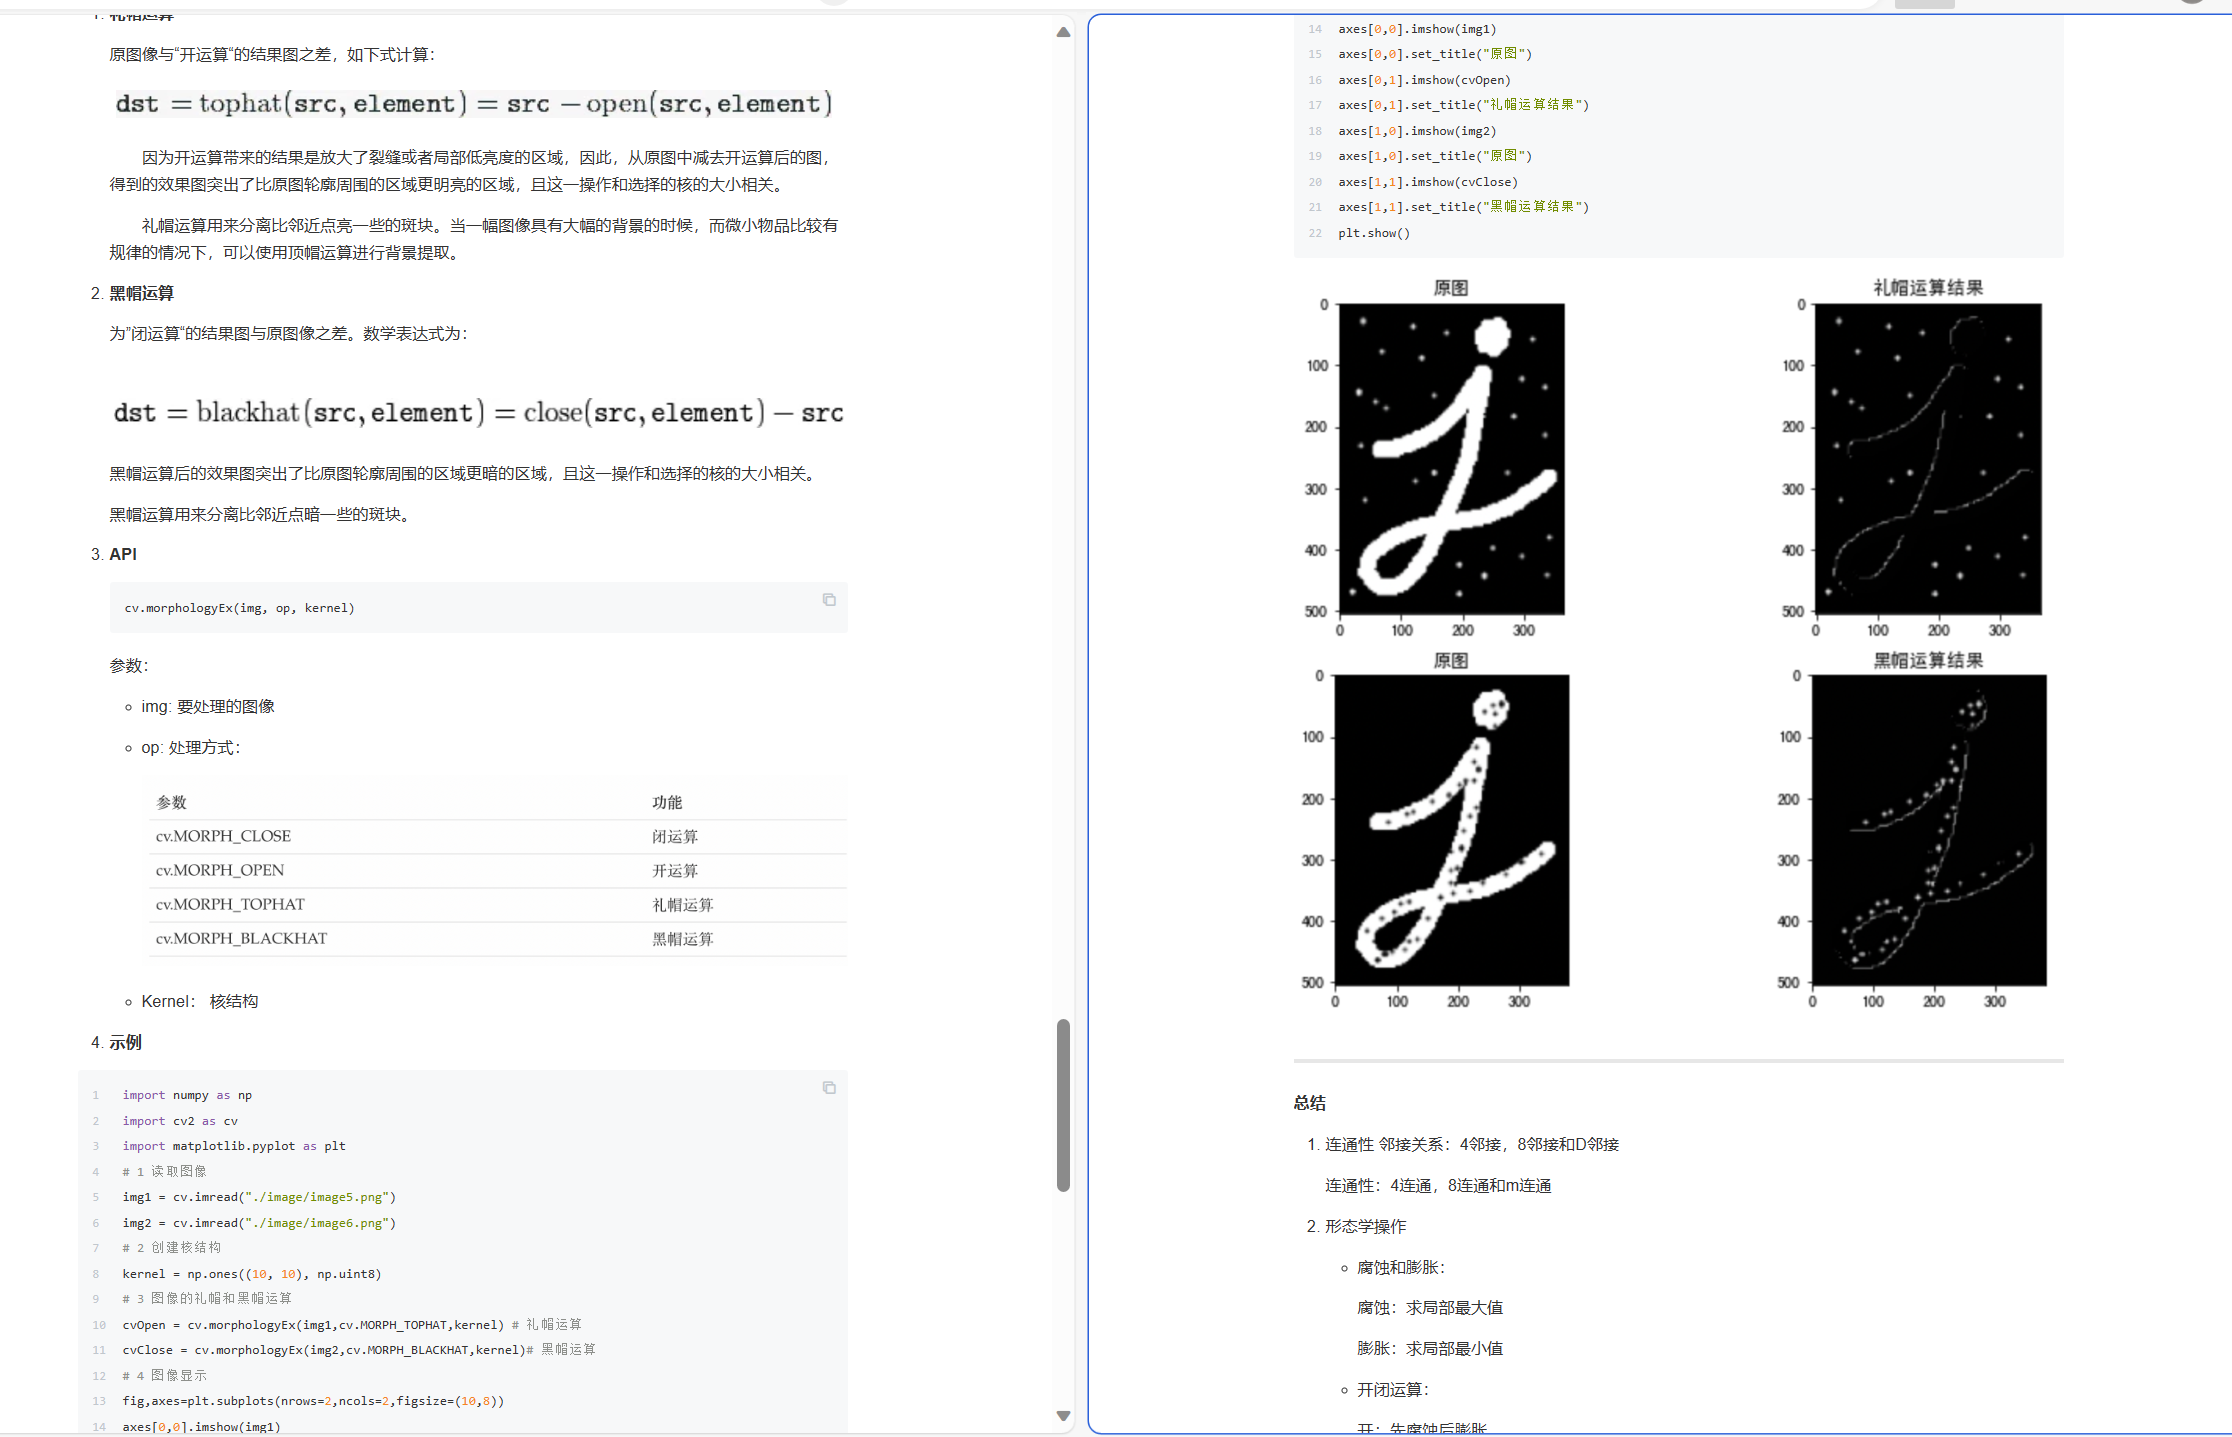 1. 礼帽运算
原图像与“开运算“的结果图之差，如下式计算：
dst = tophat(src, element) = src − open(src, element)
因为开运算带来的结果是放大了裂缝或者局部低亮度的区域，因此，从原图中减去开运算后的图，
得到的效果图突出了比原图轮廓周围的区域更明亮的区域，且这一操作和选择的核的大小相关。
礼帽运算用来分离比邻近点亮一些的斑块。当一幅图像具有大幅的背景的时候，而微小物品比较有
规律的情况下，可以使用顶帽运算进行背景提取。
2. 黑帽运算
为”闭运算“的结果图与原图像之差。数学表达式为：
dst = blackhat(src, element) = close(src, element) − src
黑帽运算后的效果图突出了比原图轮廓周围的区域更暗的区域，且这一操作和选择的核的大小相关。
黑帽运算用来分离比邻近点暗一些的斑块。
3. API
cv.morphologyEx(img, op, kernel)
参数：
img: 要处理的图像
op: 处理方式：
参数 功能
cv.MORPH_CLOSE 闭运算
cv.MORPH_OPEN 开运算
cv.MORPH_TOPHAT 礼帽运算
cv.MORPH_BLACKHAT 黑帽运算
Kernel： 核结构
4. 示例
1 import numpy as np
2 import cv2 as cv
3 import matplotlib.pyplot as plt
4 # 1 读取图像
5 img1 = cv.imread("./image/image5.png")
6 img2 = cv.imread("./image/image6.png")
7 # 2 创建核结构
8 kernel = np.ones((10, 10), np.uint8)
9 # 3 图像的礼帽和黑帽运算
10 cvOpen = cv.morphologyEx(img1,cv.MORPH_TOPHAT,kernel) # 礼帽运算
11 cvClose = cv.morphologyEx(img2,cv.MORPH_BLACKHAT,kernel)# 黑帽运算
12 # 4 图像显示
13 fig,axes=plt.subplots(nrows=2,ncols=2,figsize=(10,8))
14 axes[0,0].imshow(img1)
14 axes[0,0].imshow(img1)
15 axes[0,0].set_title("原图")
16 axes[0,1].imshow(cvOpen)
17 axes[0,1].set_title("礼帽运算结果")
18 axes[1,0].imshow(img2)
19 axes[1,0].set_title("原图")
20 axes[1,1].imshow(cvClose)
21 axes[1,1].set_title("黑帽运算结果")
22 plt.show()
原图
0
100
200
300
400
500
0 100 200 300
礼帽运算结果
0
100
200
300
400
500
0 100 200 300
原图
0
100
200
300
400
500
0 100 200 300
黑帽运算结果
0
100
200
300
400
500
0 100 200 300
总结
1. 连通性 邻接关系：4邻接，8邻接和D邻接
连通性：4连通，8连通和m连通
2. 形态学操作
腐蚀和膨胀：
腐蚀：求局部最大值
膨胀：求局部最小值
开闭运算：
开：先腐蚀后膨胀